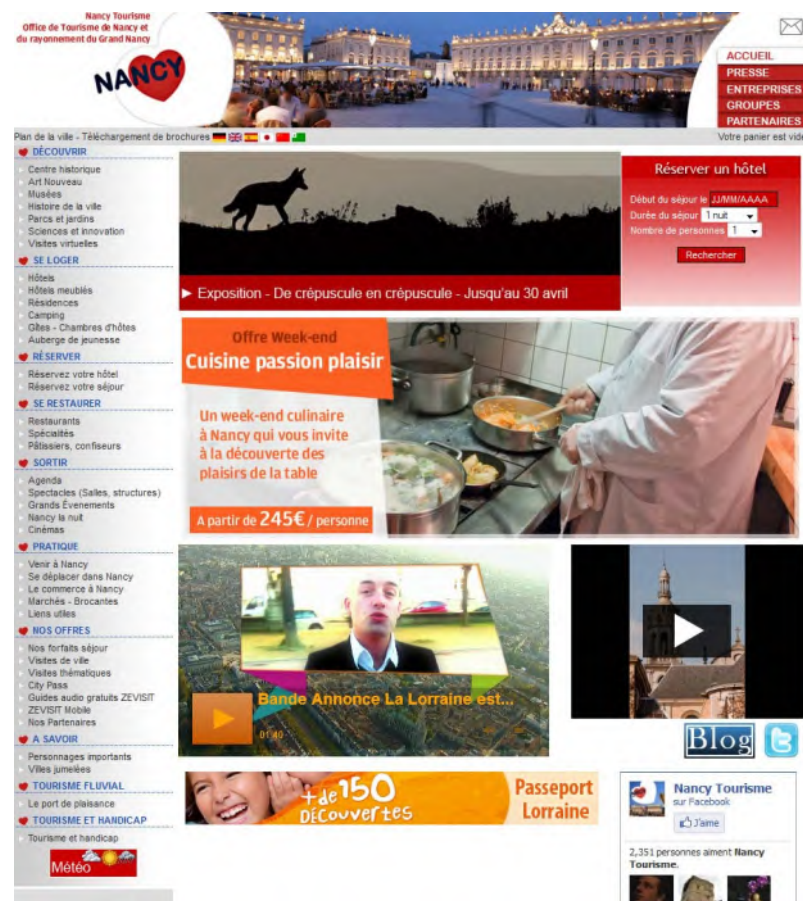 Nancy Tourisme
Office de Tourisme de Nancy et
du rayonnement du Grand Nancy
NANCY
ACCUEIL
PRESSE
ENTREPRISES
GROUPES
PARTENAIRES
Plan de la ville - Téléchargement de brochures
Votre panier est vide
DÉCOUVRIR
Centre historique
Art Nouveau
Musées
Histoire de la ville
Parcs et jardins
Sciences et innovation
Visites virtuelles
SE LOGER
Hôtels
Hôtels meublés
Résidences
Camping
Gîtes - Chambres d'hôtes
Auberge de jeunesse
RÉSERVER
Réservez votre hôtel
Réservez votre séjour
SE RESTAURER
Restaurants
Spécialités
Pâtissiers, confiseurs
SORTIR
Agenda
Spectacles (Salles, structures)
Grands Évenements
Nancy la nuit
Cinémas
PRATIQUE
Venir à Nancy
Se déplacer dans Nancy
Le commerce à Nancy
Marchés - Brocantes
Liens utiles
NOS OFFRES
Nos forfaits séjour
Visites de ville
Visites thématiques
City Pass
Guides audio gratuits ZEVISIT
ZEVISIT Mobile
Nos Partenaires
A SAVOIR
Personnages importants
Villes jumelées
TOURISME FLUVIAL
Le port de plaisance
TOURISME ET HANDICAP
Tourisme et handicap
Météo
Exposition - De crépuscule en crépuscule - Jusqu'au 30 avril
Réserver un hôtel
Début du séjour le JJ/MM/AAAA
Durée du séjour 1 nuit
Nombre de personnes 1
Rechercher
Offre Week-end
Cuisine passion plaisir
Un week-end culinaire
à Nancy qui vous invite
à la découverte des
plaisirs de la table
A partir de 245€ / personne
Bande Annonce La Lorraine est...
01:40
Blog
+ de 150
Découvertes
Passeport
Lorraine
Nancy Tourisme
sur Facebook
J'aime
2,351 personnes aiment Nancy
Tourisme.